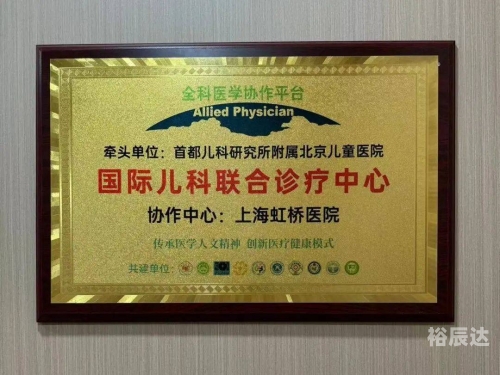 全科医学协作平台
Allied Physician
牵头单位：首都儿科研究所附属北京儿童医院
国际儿科联合诊疗中心
协作中心：上海虹桥医院
传承医学人文精神 创新医疗健康模式
共建单位:
裕辰达